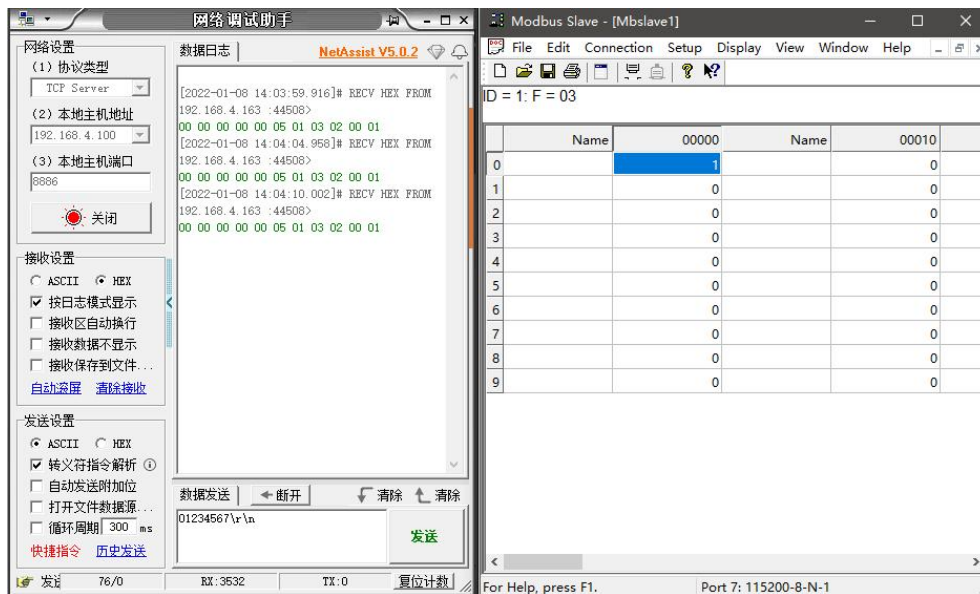 网络调试助手
网络设置
(1) 协议类型
TCP Server
(2) 本地主机地址
192.168.4.100
(3) 本地主机端口
8886
关闭
接收设置
ASCII HEX
按日志模式显示
接收区自动换行
接收数据不显示
接收保存到文件...
自动滚屏 清除接收
发送设置
ASCII HEX
转义符指令解析
自动发送附加位
打开文件数据源...
循环周期 300 ms
快捷指令 历史发送
数据日志 NetAssist V5.0.2
[2022-01-08 14:03:59.916]# RECV HEX FROM
192.168.4.163 :44508>
00 00 00 00 00 05 01 03 02 00 01
[2022-01-08 14:04:04.958]# RECV HEX FROM
192.168.4.163 :44508>
00 00 00 00 00 05 01 03 02 00 01
[2022-01-08 14:04:10.002]# RECV HEX FROM
192.168.4.163 :44508>
00 00 00 00 00 05 01 03 02 00 01
数据发送 断开 清除 清除
01234567\r\n
发送
76/0 RX:3532 TX:0 复位计数
Modbus Slave - [Mbslave1]
File Edit Connection Setup Display View Window Help
ID = 1: F = 03
Name 00000 Name 00010
0 1 0
1 0 0
2 0 0
3 0 0
4 0 0
5 0 0
6 0 0
7 0 0
8 0 0
9 0 0
For Help, press F1. Port 7: 115200-8-N-1